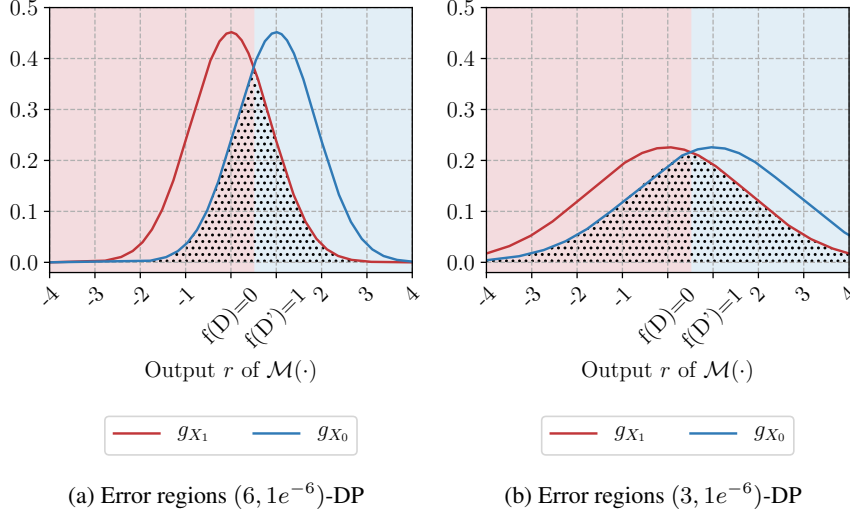 0.5
0.4
0.3
0.2
0.1
0.0
-4
-3
-2
-1
f(D)=0
f(D')=1
2
3
4
Output r of M(·)
g_{X_1} g_{X_0}
(a) Error regions (6, 1e^{-6})-DP
0.5
0.4
0.3
0.2
0.1
0.0
-4
-3
-2
-1
f(D)=0
f(D')=1
2
3
4
Output r of M(·)
g_{X_1} g_{X_0}
(b) Error regions (3, 1e^{-6})-DP